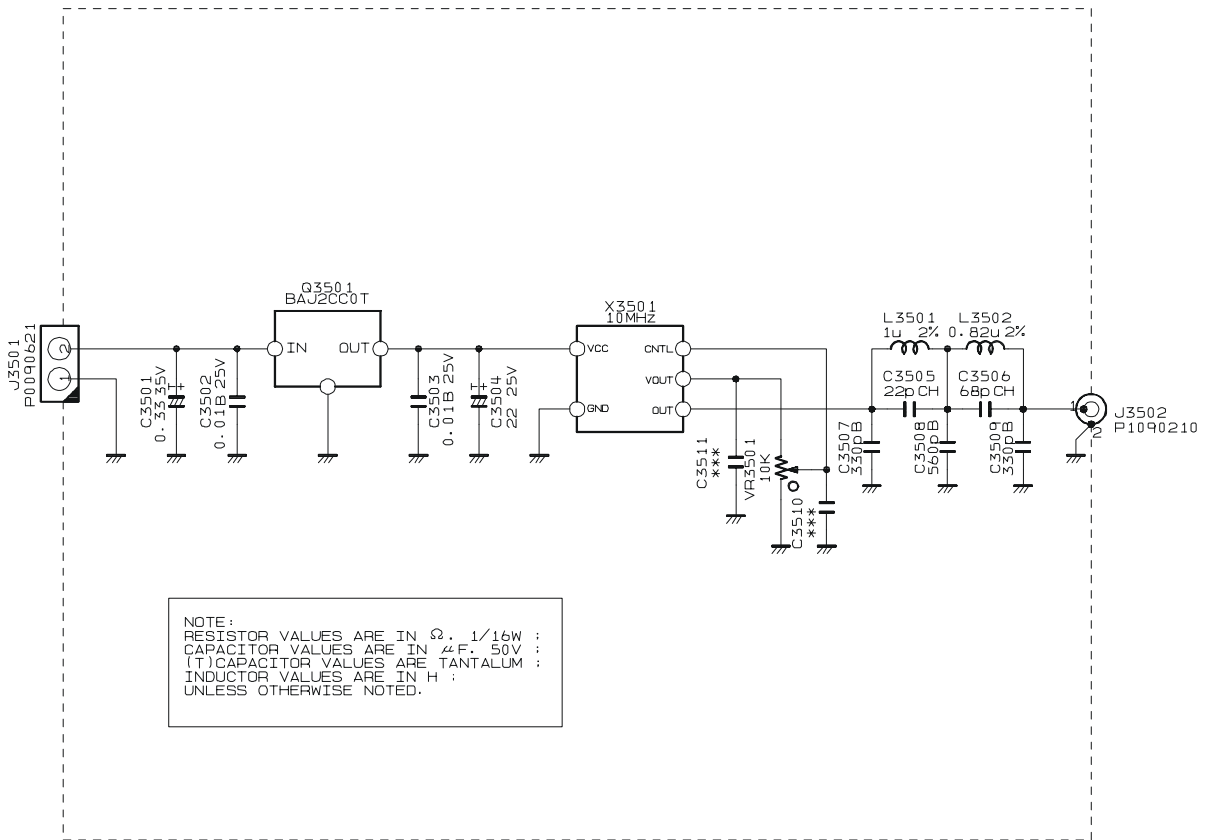 J3501
P0090621
2
1
C3501
0.33 35V
T
+
C3502
0.01B 25V
Q3501
BAJ2CC0T
IN
OUT
C3503
0.01B 25V
C3504
22 25V
T
+
X3501
10MHz
VCC
GND
CNTL
VOUT
OUT
C3511
***
VR3501
10K
C3510
***
L3501
1u 2%
L3502
0.82u 2%
C3505
22p CH
C3506
68p CH
C3507
330pB
C3508
560pB
C3509
330pB
1
2
J3502
P1090210
NOTE:
RESISTOR VALUES ARE IN Ω. 1/16W ;
CAPACITOR VALUES ARE IN μF. 50V ;
(T)CAPACITOR VALUES ARE TANTALUM ;
INDUCTOR VALUES ARE IN H ;
UNLESS OTHERWISE NOTED.